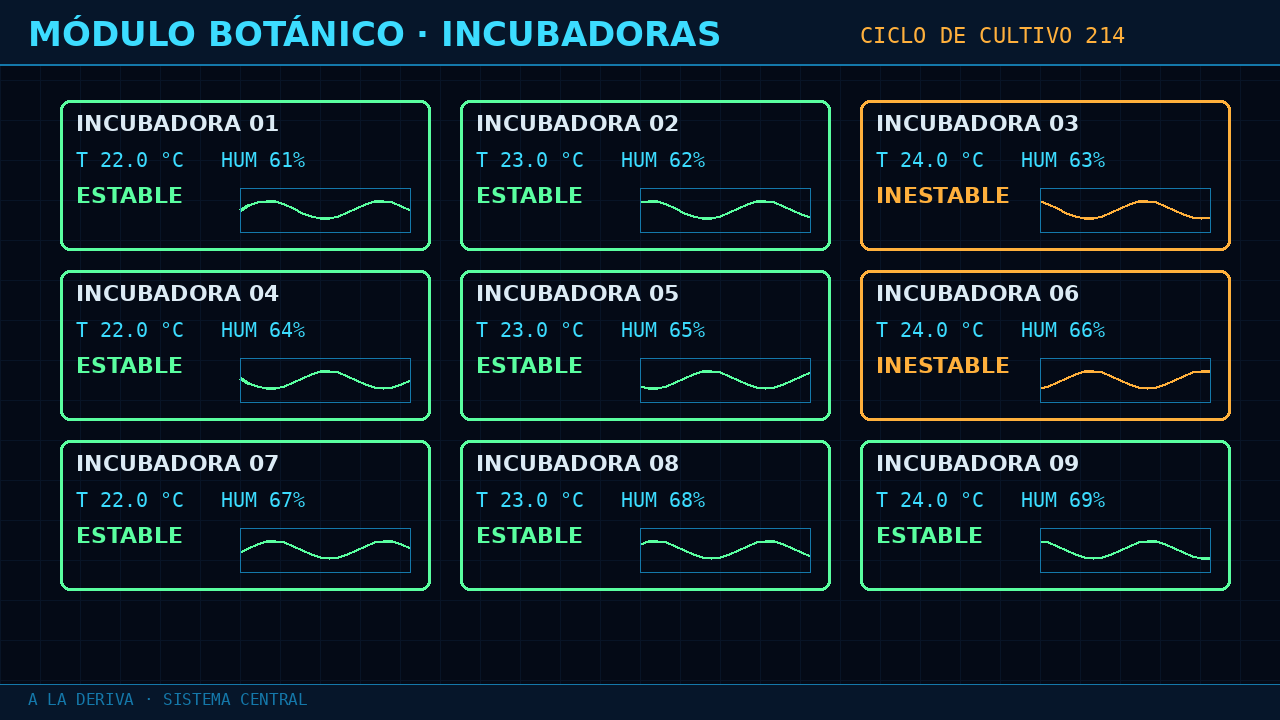 MÓDULO BOTÁNICO · INCUBADORAS
CICLO DE CULTIVO 214
INCUBADORA 01
T 22.0 °C HUM 61%
ESTABLE
INCUBADORA 02
T 23.0 °C HUM 62%
ESTABLE
INCUBADORA 03
T 24.0 °C HUM 63%
INESTABLE
INCUBADORA 04
T 22.0 °C HUM 64%
ESTABLE
INCUBADORA 05
T 23.0 °C HUM 65%
ESTABLE
INCUBADORA 06
T 24.0 °C HUM 66%
INESTABLE
INCUBADORA 07
T 22.0 °C HUM 67%
ESTABLE
INCUBADORA 08
T 23.0 °C HUM 68%
ESTABLE
INCUBADORA 09
T 24.0 °C HUM 69%
ESTABLE
A LA DERIVA · SISTEMA CENTRAL